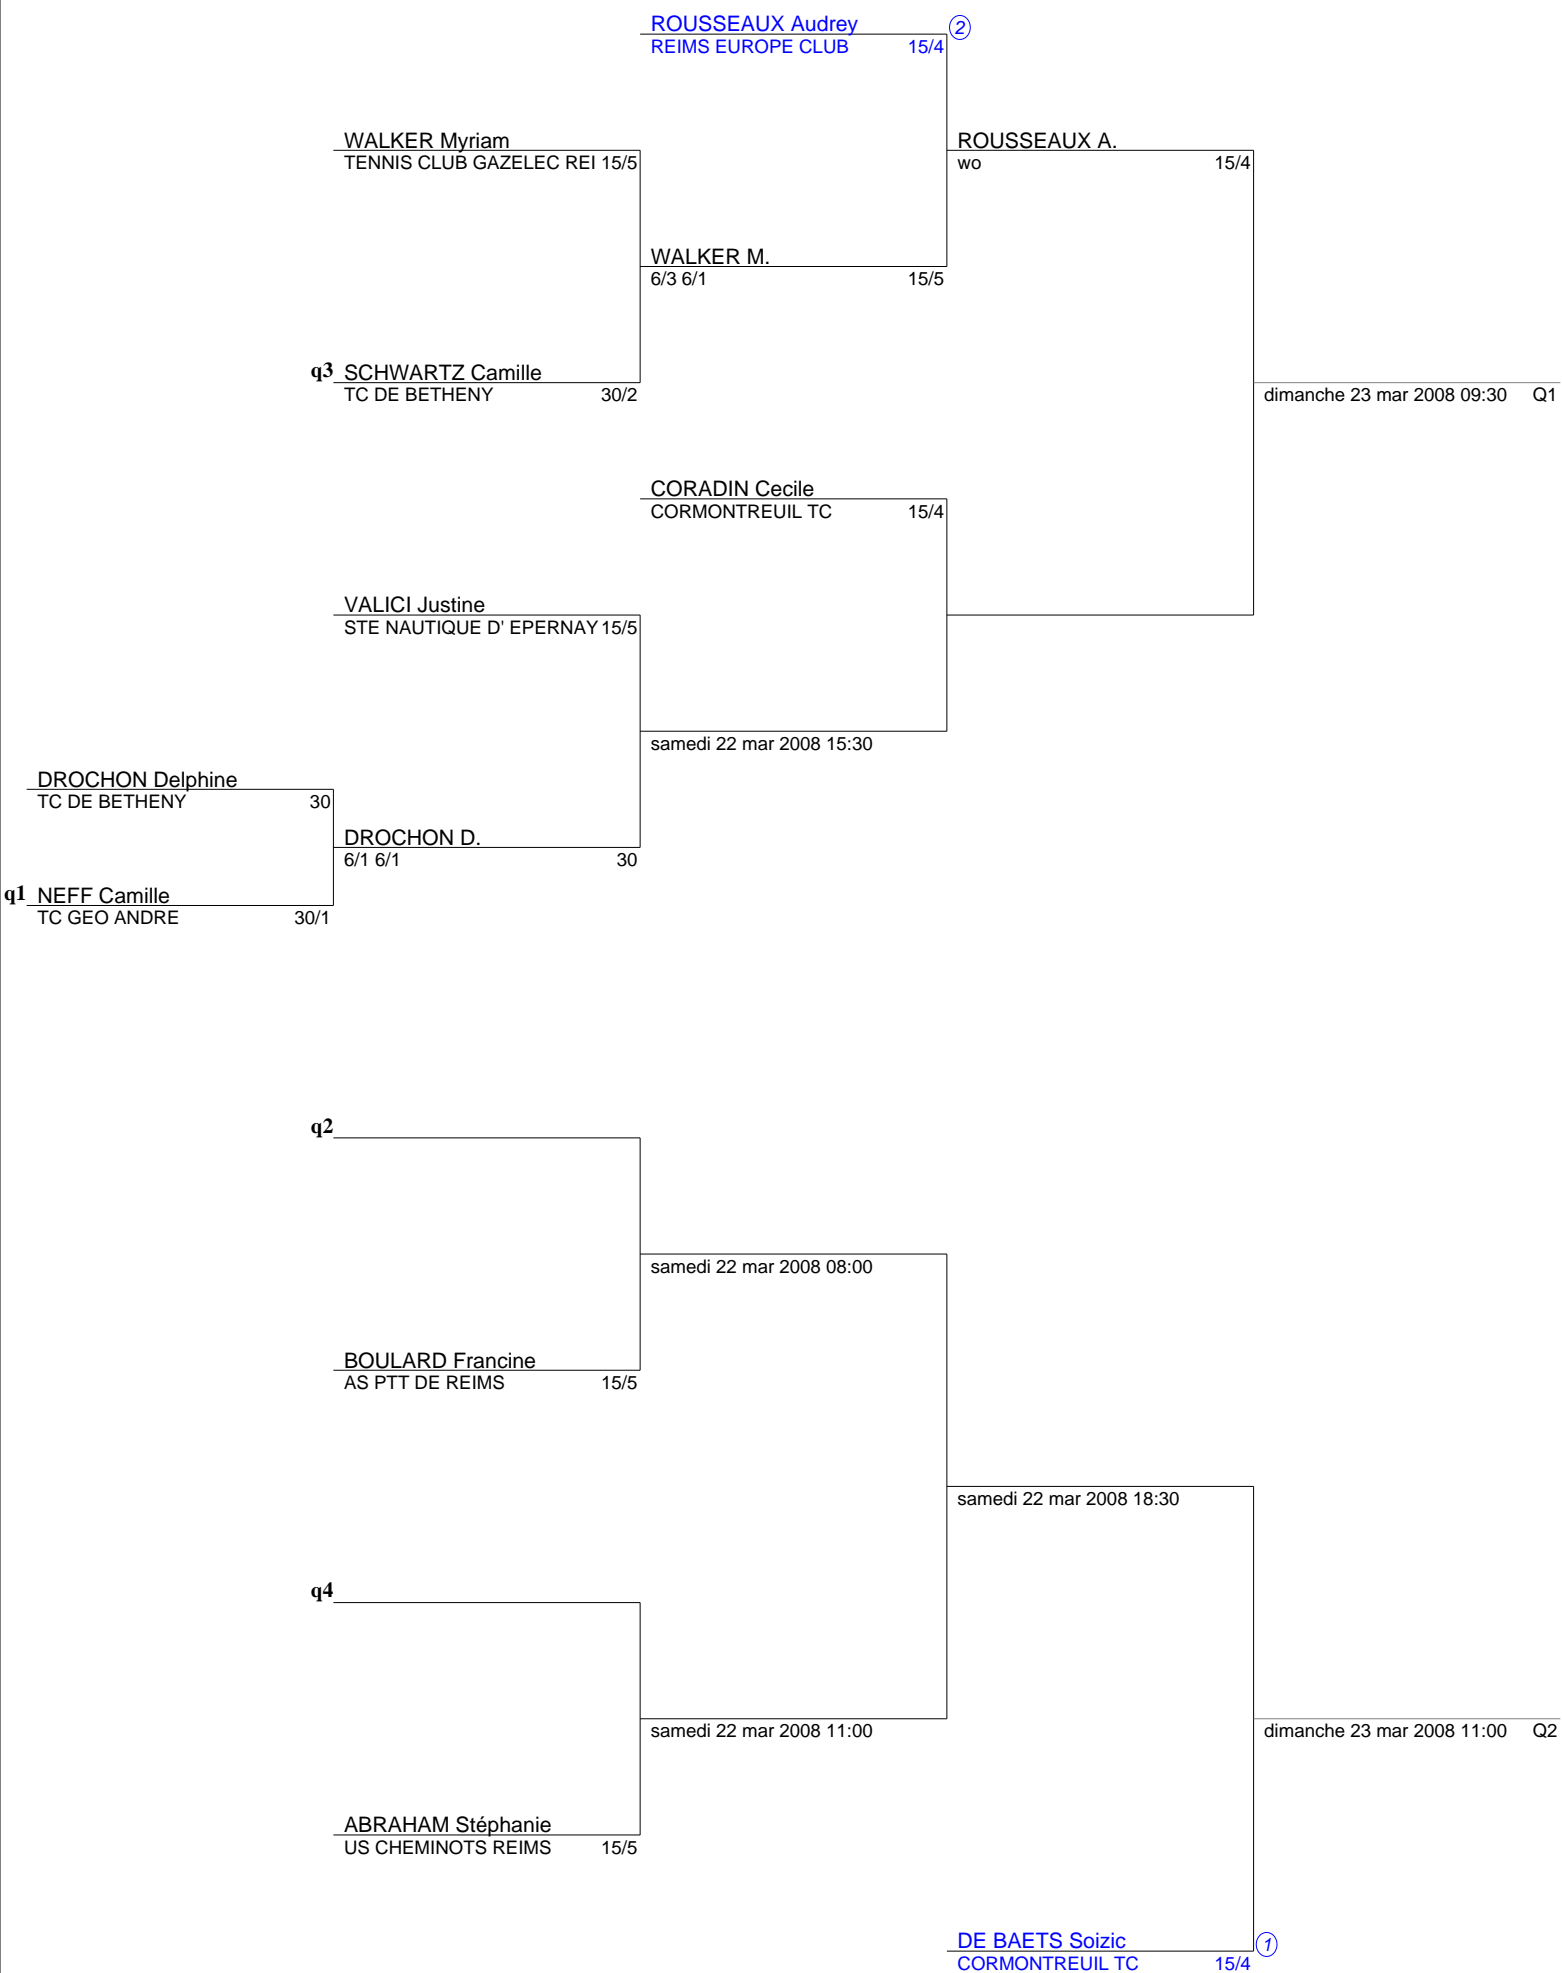 ROUSSEAUX Audrey 2
REIMS EUROPE CLUB 15/4
WALKER Myriam
TENNIS CLUB GAZELEC REI 15/5
ROUSSEAUX A.
wo 15/4
WALKER M.
6/3 6/1 15/5
q3 SCHWARTZ Camille
TC DE BETHENY 30/2
dimanche 23 mar 2008 09:30 Q1
CORADIN Cecile
CORMONTREUIL TC 15/4
VALICI Justine
STE NAUTIQUE D' EPERNAY 15/5
samedi 22 mar 2008 15:30
DROCHON Delphine
TC DE BETHENY 30
DROCHON D.
6/1 6/1 30
q1 NEFF Camille
TC GEO ANDRE 30/1
q2
samedi 22 mar 2008 08:00
BOULARD Francine
AS PTT DE REIMS 15/5
samedi 22 mar 2008 18:30
q4
samedi 22 mar 2008 11:00
dimanche 23 mar 2008 11:00 Q2
ABRAHAM Stéphanie
US CHEMINOTS REIMS 15/5
DE BAETS Soizic 1
CORMONTREUIL TC 15/4